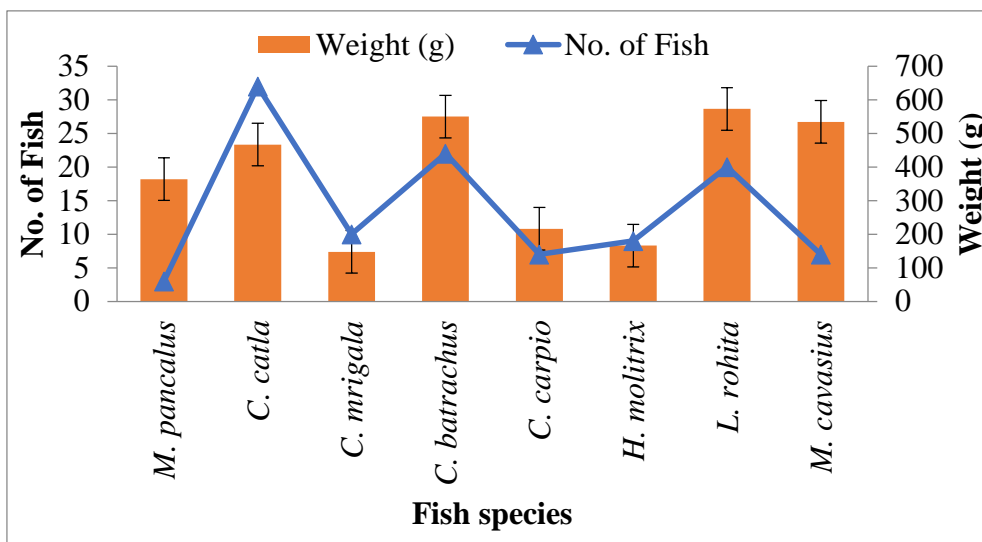 Weight (g) No. of Fish
35
30
25
20
15
10
5
0
No. of Fish
700
600
500
400
300
200
100
0
Weight (g)
M. pancalus
C. catla
C. mrigala
C. batrachus
C. carpio
H. molitrix
L. rohita
M. cavasius
Fish species